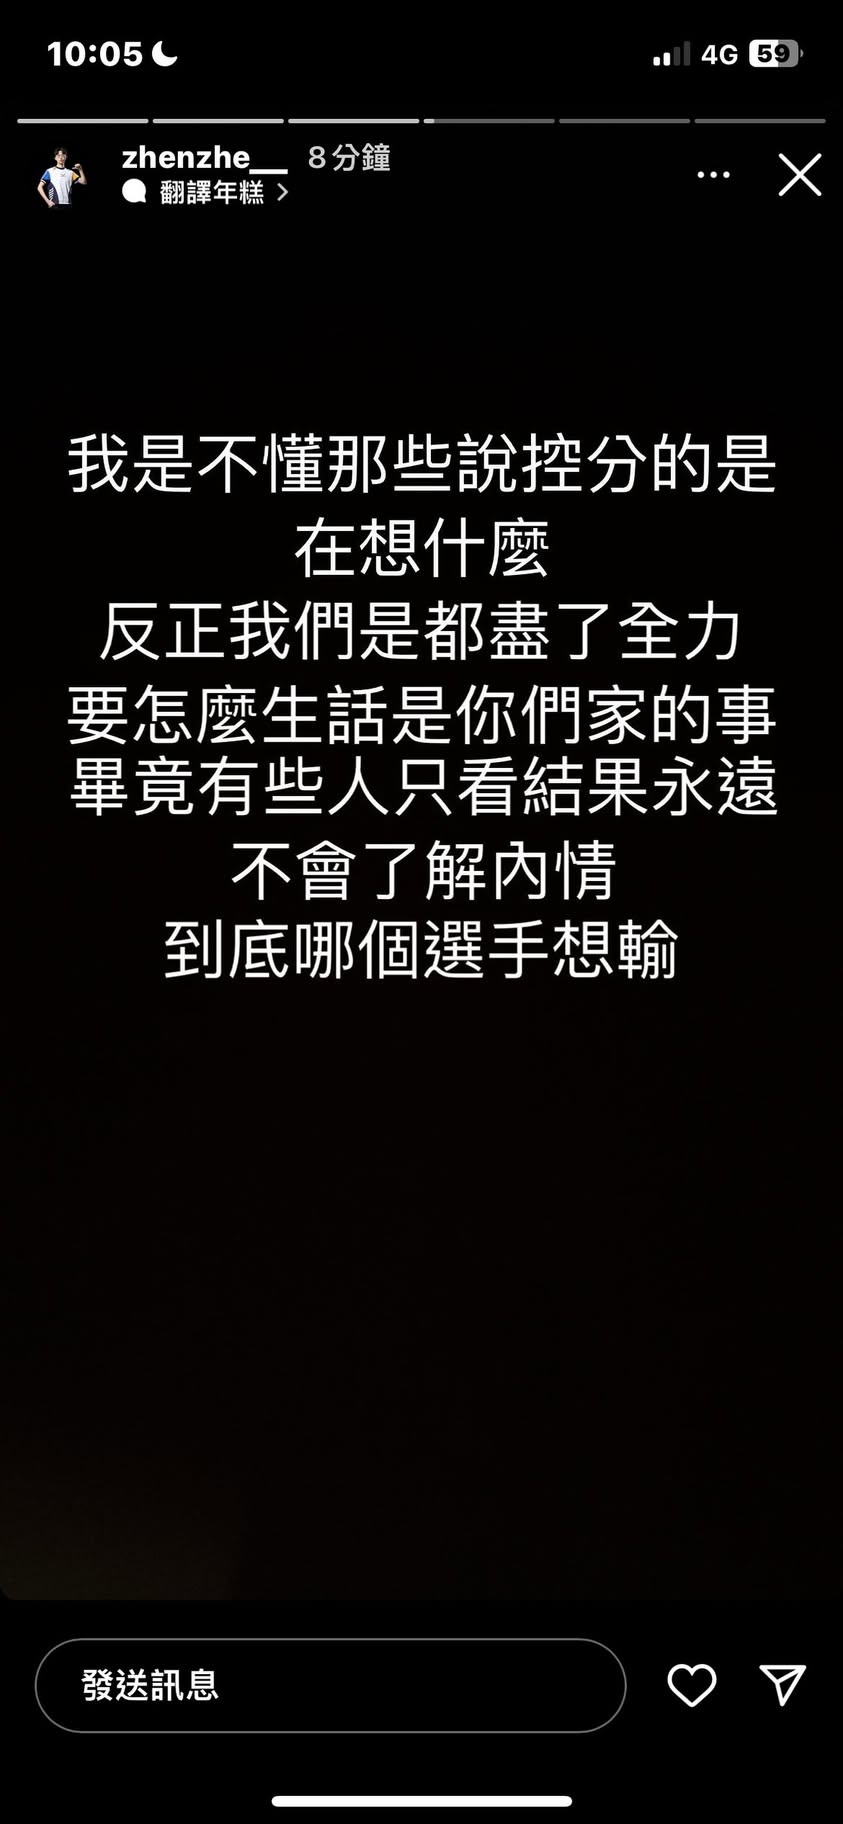 10:05
4G
59
zhenzhe__ 8分鐘
翻譯年糕
我是不懂那些說控分的是
在想什麼
反正我們是都盡了全力
要怎麼生話是你們家的事
畢竟有些人只看結果永遠
不會了解內情
到底哪個選手想輸
發送訊息